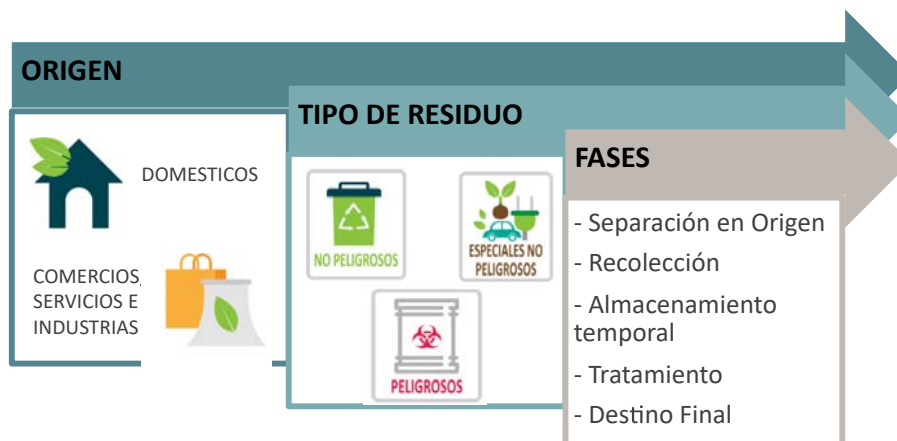 ORIGEN
DOMESTICOS
COMERCIOS,
SERVICIOS E
INDUSTRIAS
TIPO DE RESIDUO
NO PELIGROSOS
ESPECIALES NO
PELIGROSOS
PELIGROSOS
FASES
- Separación en Origen
- Recolección
- Almacenamiento
temporal
- Tratamiento
- Destino Final